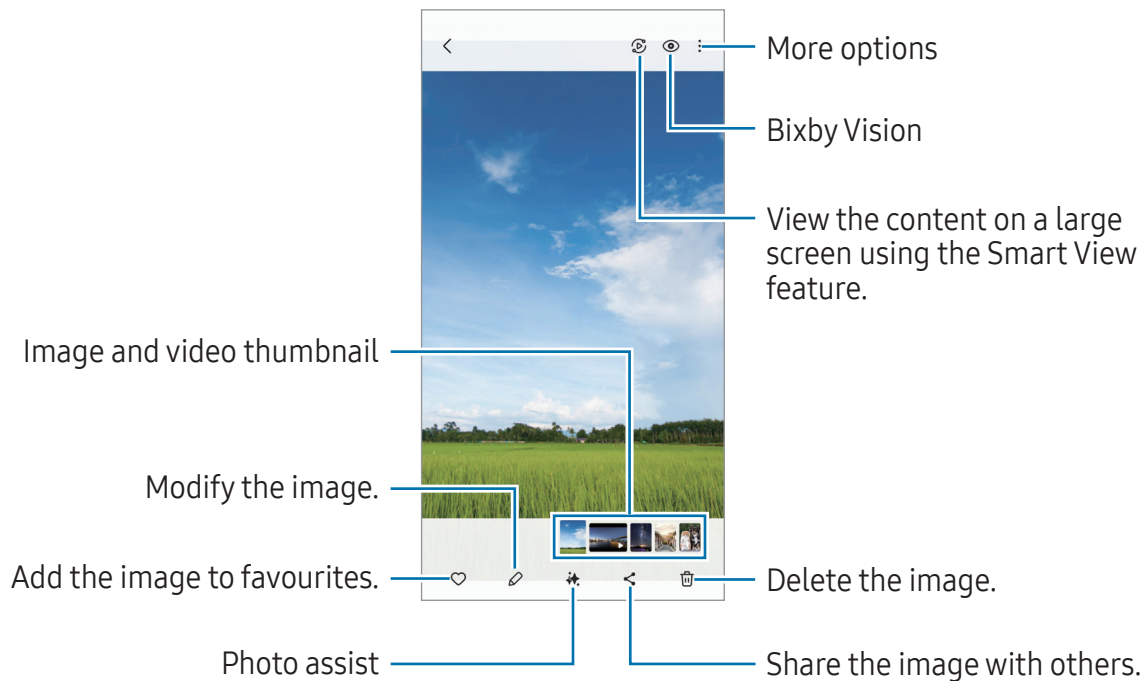 More options
Bixby Vision
View the content on a large
screen using the Smart View
feature.
Image and video thumbnail
Modify the image.
Add the image to favourites.
Delete the image.
Photo assist
Share the image with others.